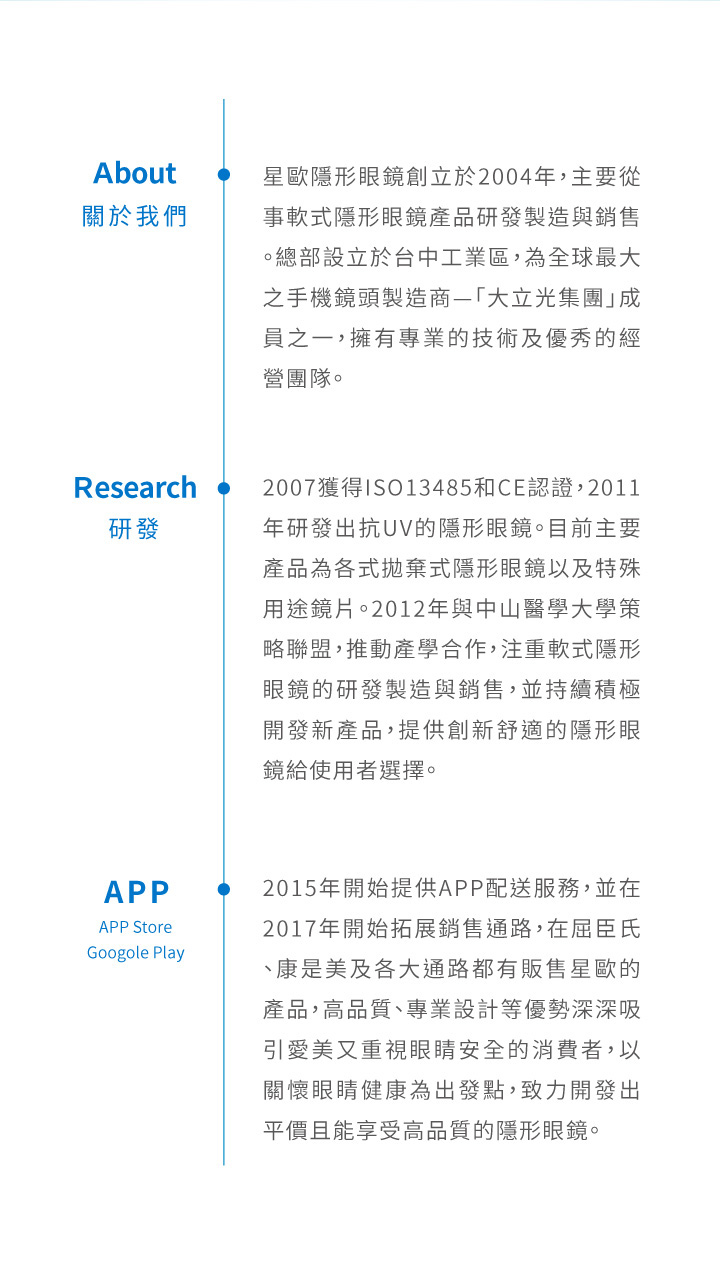 About
關於我們
星歐隱形眼鏡創立於2004年，主要從
事軟式隱形眼鏡產品研發製造與銷售
。總部設立於台中工業區，為全球最大
之手機鏡頭製造商—「大立光集團」成
員之一，擁有專業的技術及優秀的經
營團隊。
Research
研發
2007獲得ISO13485和CE認證，2011
年研發出抗UV的隱形眼鏡。目前主要
產品為各式拋棄式隱形眼鏡以及特殊
用途鏡片。2012年與中山醫學大學策
略聯盟，推動產學合作，注重軟式隱形
眼鏡的研發製造與銷售，並持續積極
開發新產品，提供創新舒適的隱形眼
鏡給使用者選擇。
APP
APP Store
Googole Play
2015年開始提供APP配送服務，並在
2017年開始拓展銷售通路，在屈臣氏
、康是美及各大通路都有販售星歐的
產品，高品質、專業設計等優勢深深吸
引愛美又重視眼睛安全的消費者，以
關懷眼睛健康為出發點，致力開發出
平價且能享受高品質的隱形眼鏡。